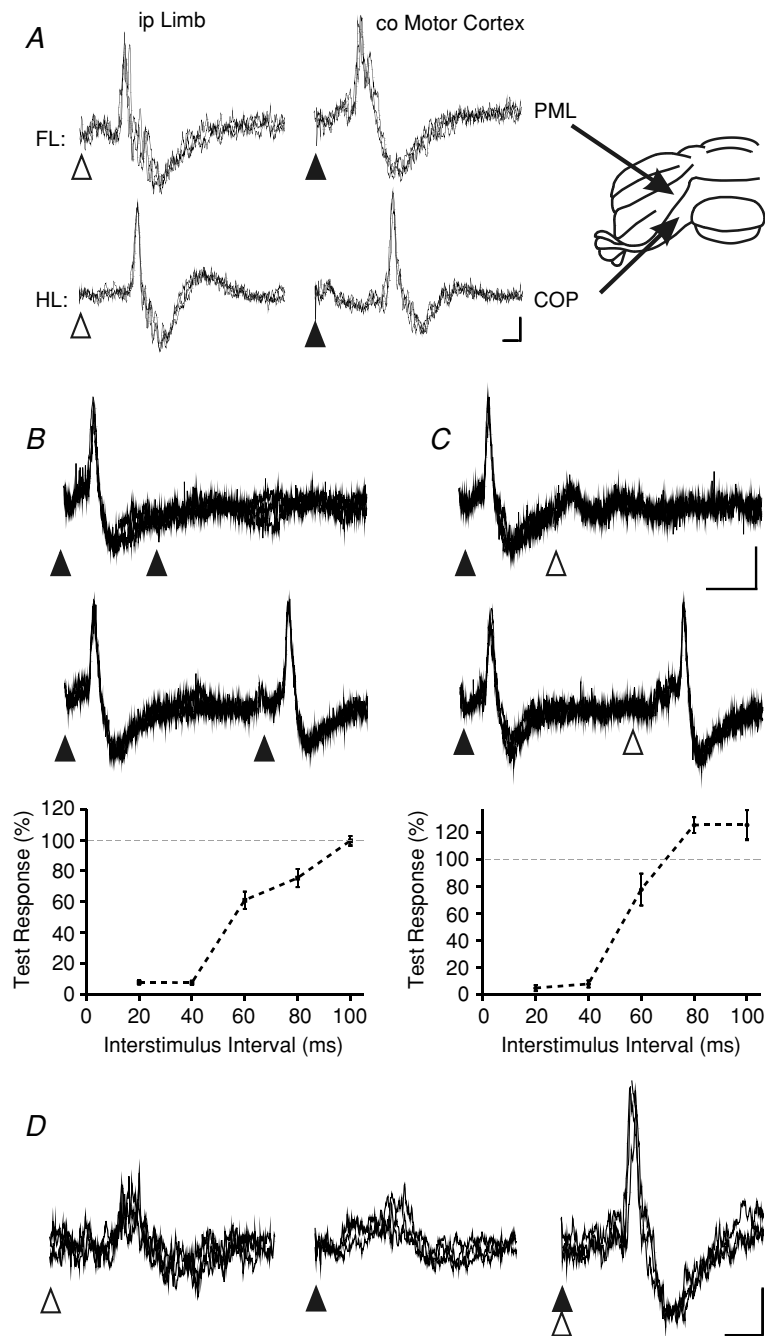 A
ip Limb
co Motor Cortex
FL:
PML
HL:
COP
B
C
Test Response (%)
120
100
80
60
40
20
0
0 20 40 60 80 100
Interstimulus Interval (ms)
Test Response (%)
120
100
80
60
40
20
0
0 20 40 60 80 100
Interstimulus Interval (ms)
D